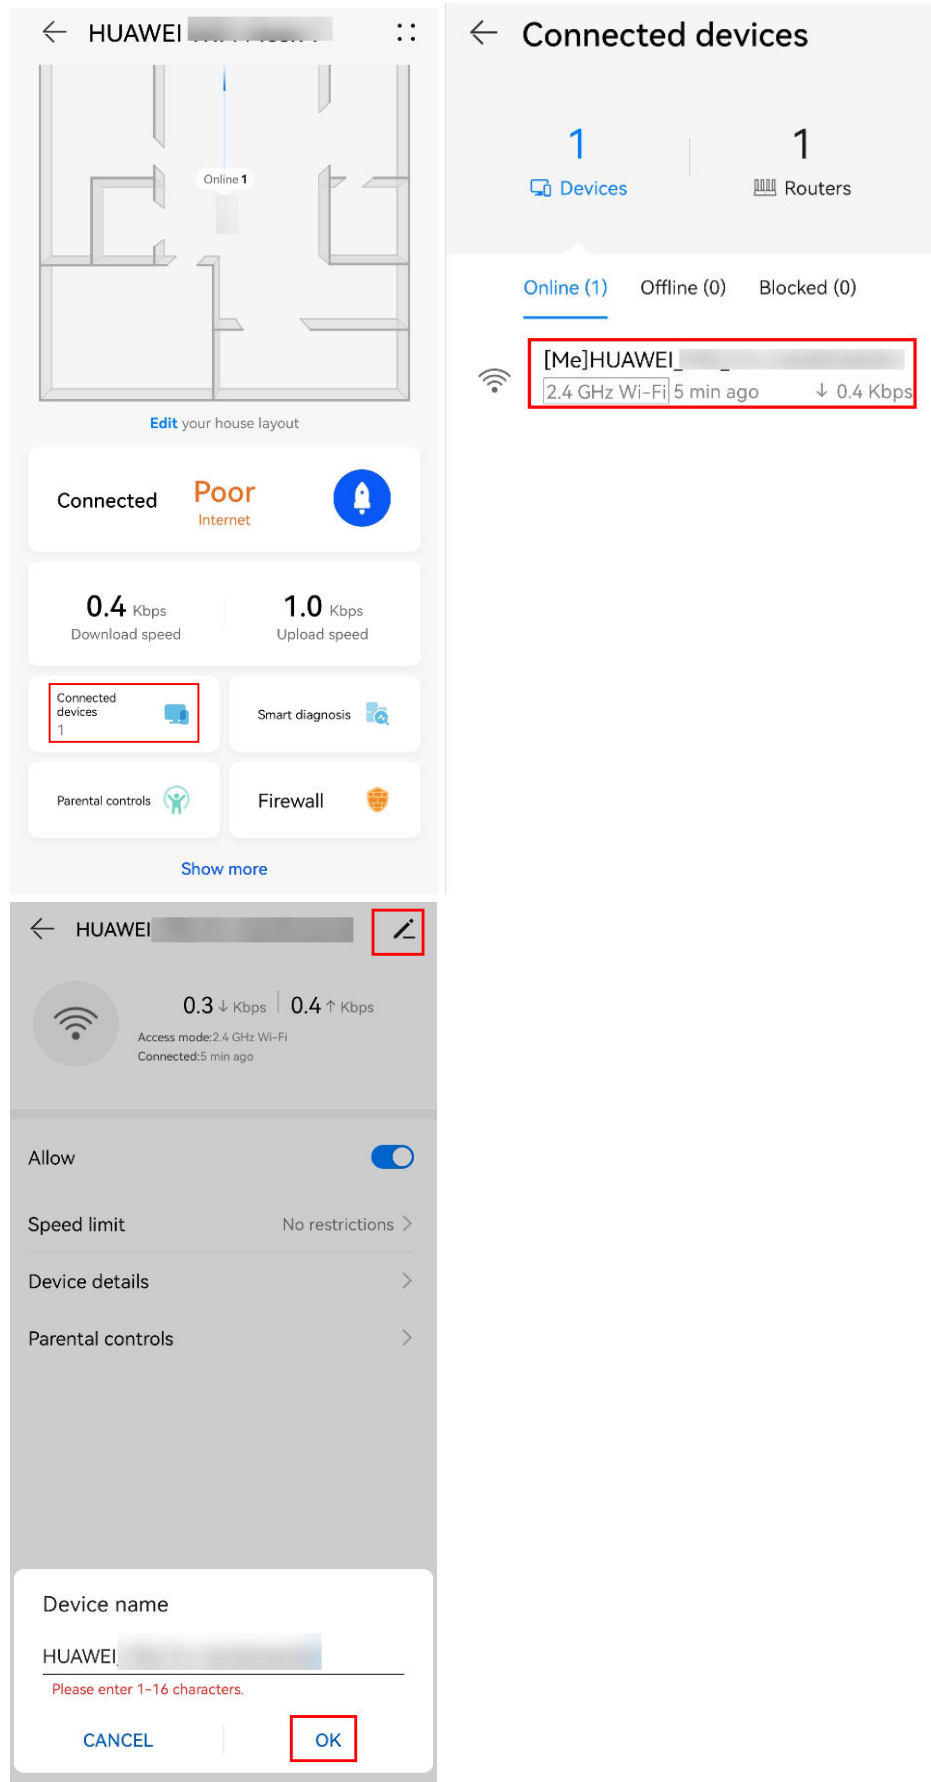 HUAWEI
Online 1
Edit your house layout
Connected
Poor
Internet
0.4 Kbps
Download speed
1.0 Kbps
Upload speed
Connected
devices
1
Smart diagnosis
Parental controls
Firewall
Show more
Connected devices
1
Devices
1
Routers
Online (1) Offline (0) Blocked (0)
[Me]HUAWEI_
2.4 GHz Wi-Fi 5 min ago ↓ 0.4 Kbps
HUAWEI
0.3 ↓ Kbps 0.4 ↑ Kbps
Access mode:2.4 GHz Wi-Fi
Connected:5 min ago
Allow
Speed limit No restrictions
Device details
Parental controls
Device name
HUAWEI_
Please enter 1-16 characters.
CANCEL OK